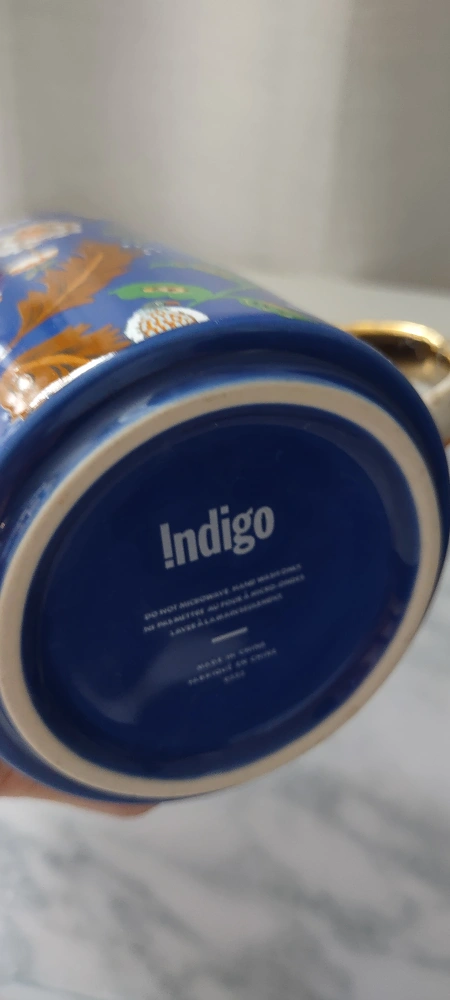 !ndigo
DO NOT MICROWAVE. HAND WASH ONLY.
NE PAS METTRE AU FOUR À MICRO-ONDES.
LAVER À LA MAIN SEULEMENT.
MADE IN CHINA
FABRIQUÉ EN CHINE